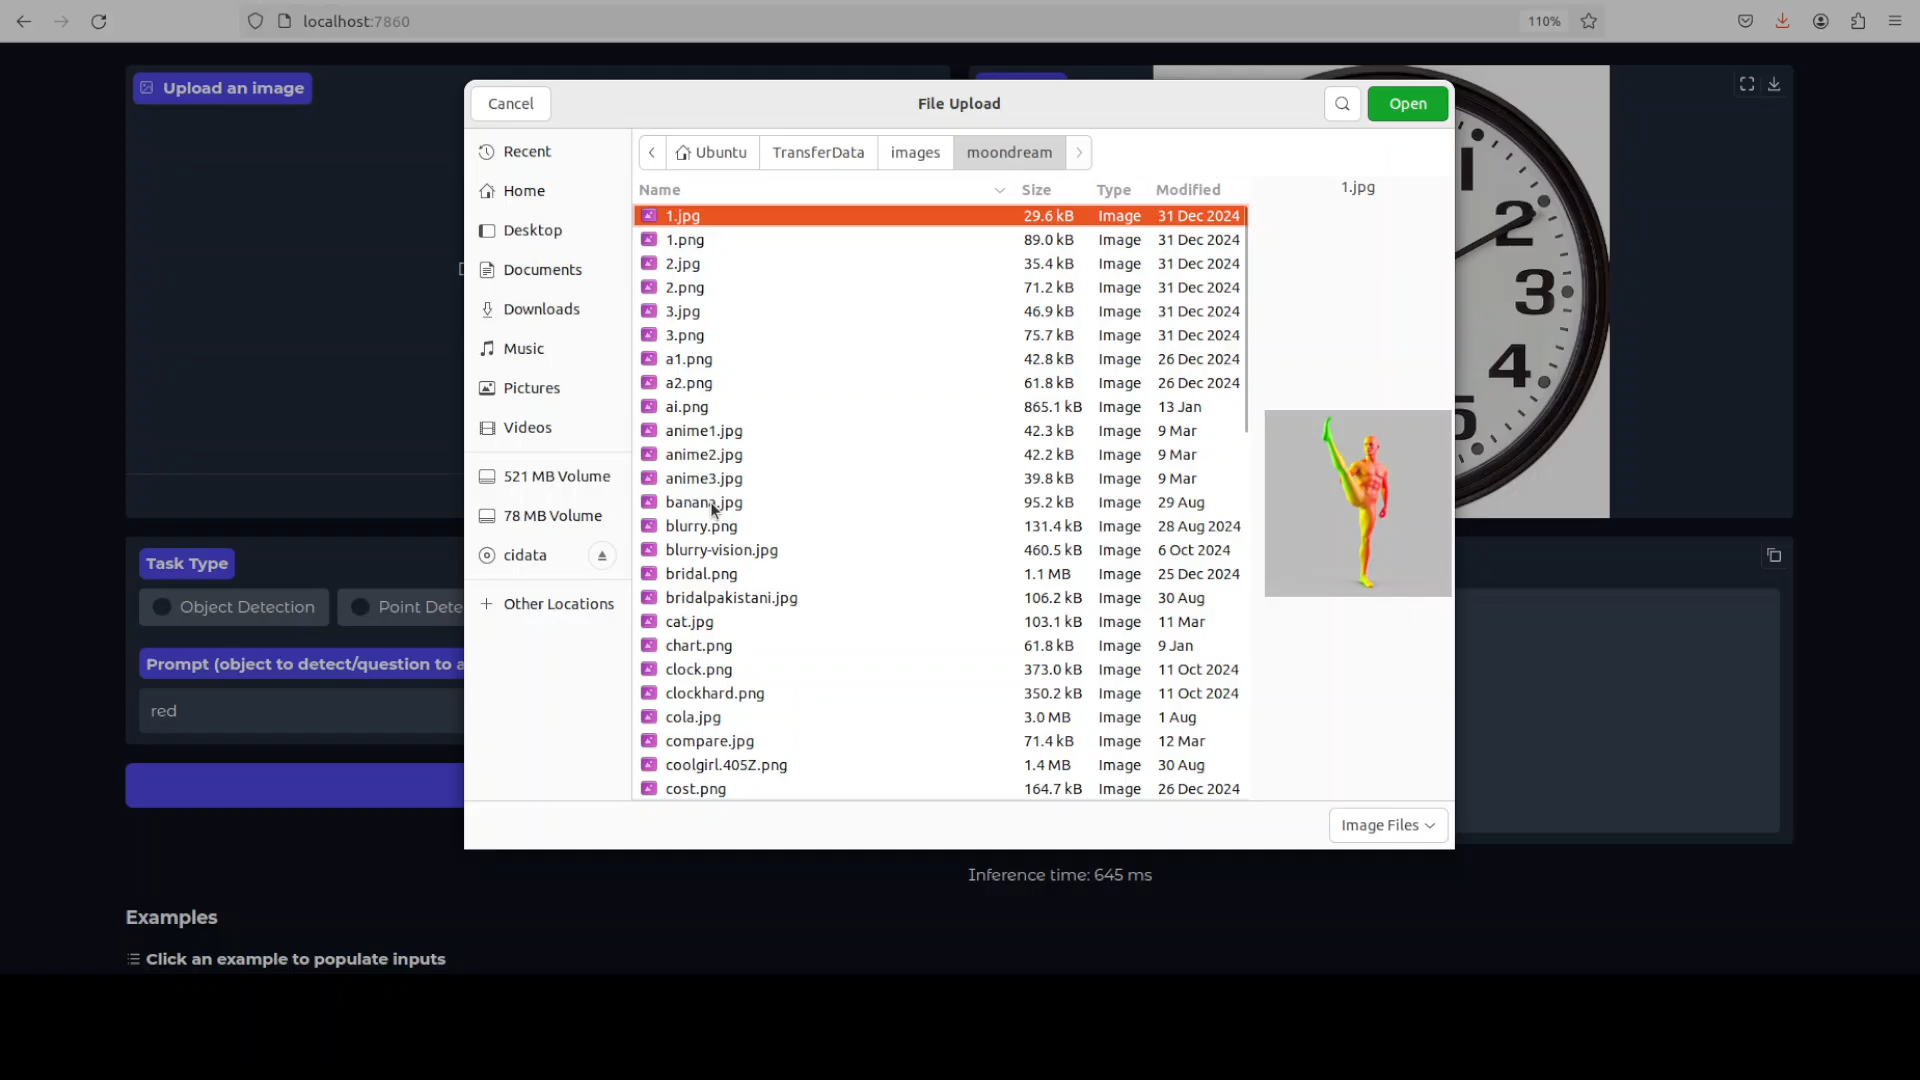 localhost:7860
110%
Upload an image
Cancel
File Upload
Open
Recent
Home
Desktop
Documents
Downloads
Music
Pictures
Videos
521 MB Volume
78 MB Volume
cidata
Other Locations
Ubuntu
TransferData
images
moondream
Name Size Type Modified
1.jpg 29.6 kB Image 31 Dec 2024
1.png 89.0 kB Image 31 Dec 2024
2.jpg 35.4 kB Image 31 Dec 2024
2.png 71.2 kB Image 31 Dec 2024
3.jpg 46.9 kB Image 31 Dec 2024
3.png 75.7 kB Image 31 Dec 2024
a1.png 42.8 kB Image 26 Dec 2024
a2.png 61.8 kB Image 26 Dec 2024
ai.png 865.1 kB Image 13 Jan
anime1.jpg 42.3 kB Image 9 Mar
anime2.jpg 42.2 kB Image 9 Mar
anime3.jpg 39.8 kB Image 9 Mar
banana.jpg 95.2 kB Image 29 Aug
blurry.png 131.4 kB Image 28 Aug 2024
blurry-vision.jpg 460.5 kB Image 6 Oct 2024
bridal.png 1.1 MB Image 25 Dec 2024
bridalpakistani.jpg 106.2 kB Image 30 Aug
cat.jpg 103.1 kB Image 11 Mar
chart.png 61.8 kB Image 9 Jan
clock.png 373.0 kB Image 11 Oct 2024
clockhard.png 350.2 kB Image 11 Oct 2024
cola.jpg 3.0 MB Image 1 Aug
compare.jpg 71.4 kB Image 12 Mar
coolgirl.405Z.png 1.4 MB Image 30 Aug
cost.png 164.7 kB Image 26 Dec 2024
1.jpg
Image Files
1
2
3
4
5
Task Type
Object Detection
Point Dete
Prompt (object to detect/question to a
red
Inference time: 645 ms
Examples
Click an example to populate inputs